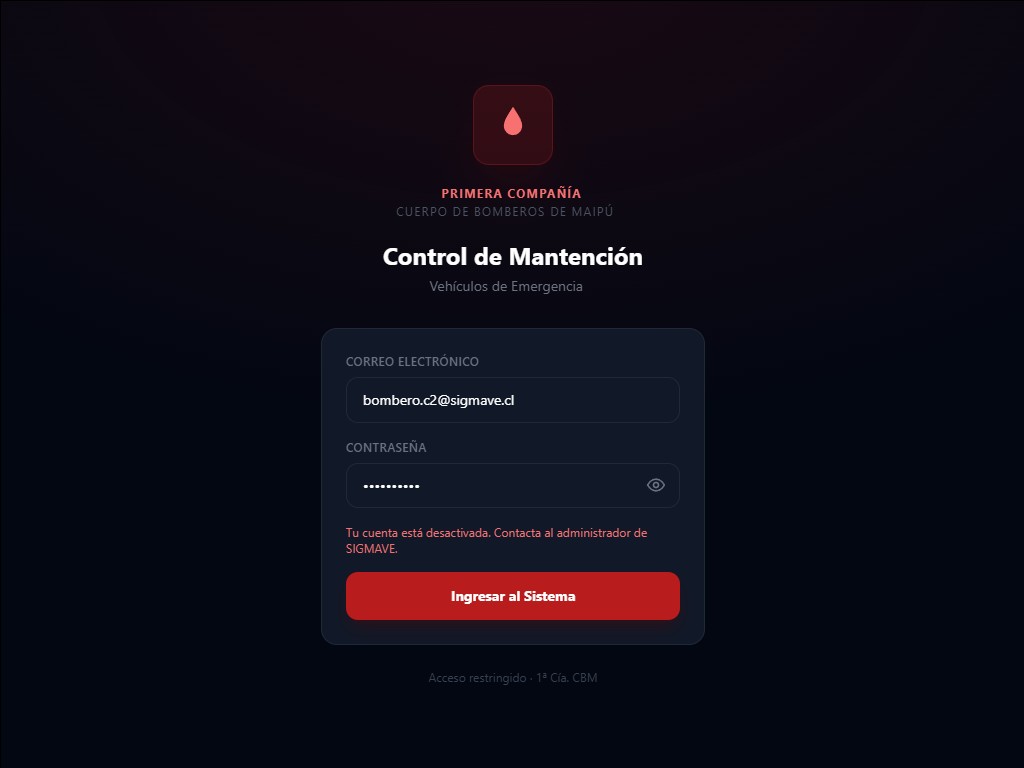 PRIMERA COMPAÑÍA
CUERPO DE BOMBEROS DE MAIPÚ
Control de Mantención
Vehículos de Emergencia
CORREO ELECTRÓNICO
bombero.c2@sigmave.cl
CONTRASEÑA
••••••••••
Tu cuenta está desactivada. Contacta al administrador de
SIGMAVE.
Ingresar al Sistema
Acceso restringido · 1ª Cía. CBM